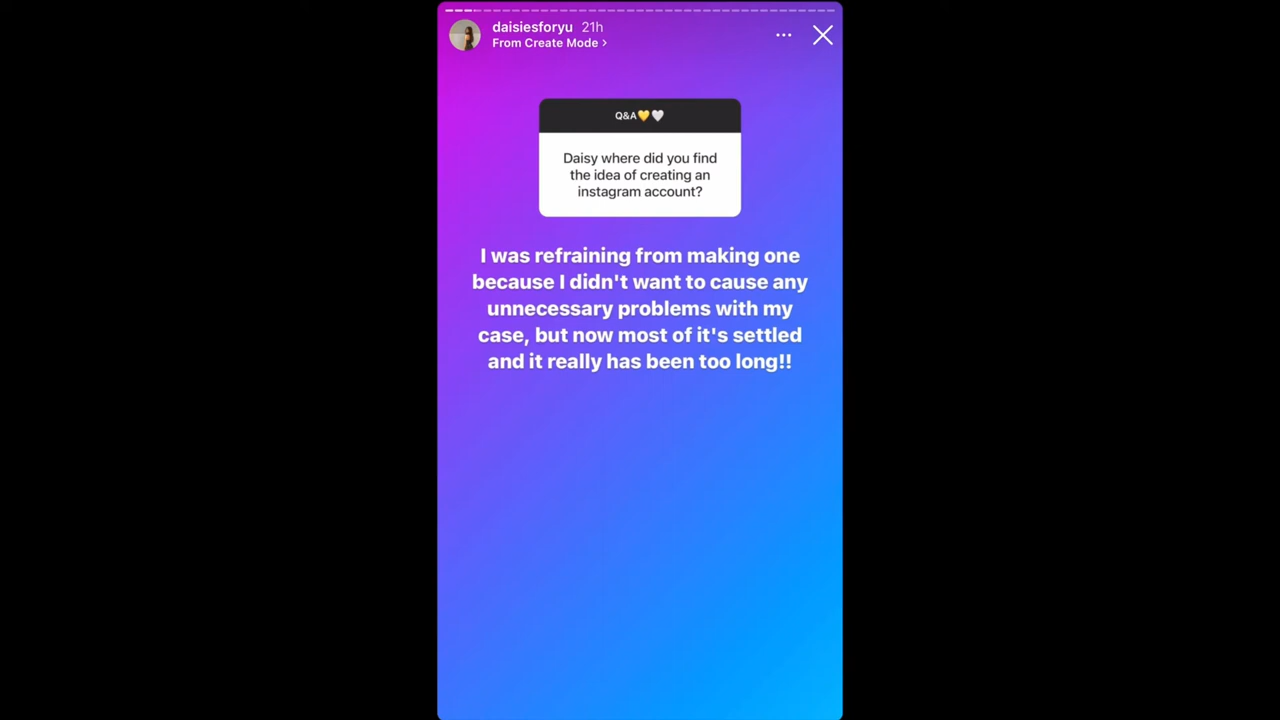 daisiesforyu 21h
From Create Mode >
Q&A💛🤍
Daisy where did you find
the idea of creating an
instagram account?
I was refraining from making one
because I didn't want to cause any
unnecessary problems with my
case, but now most of it's settled
and it really has been too long!!